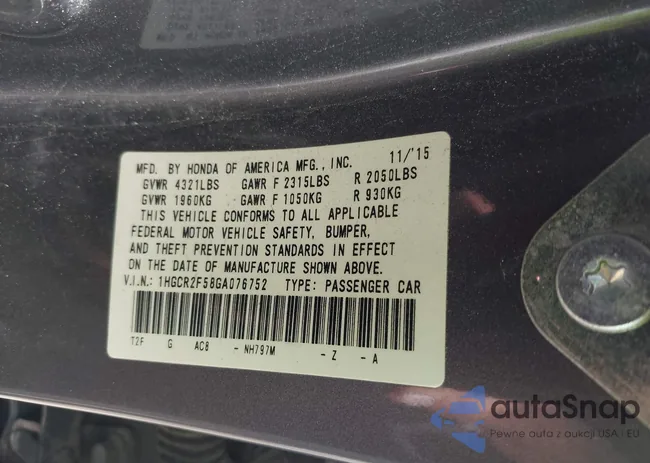 MFD. BY HONDA OF AMERICA MFG., INC. 11/'15
GVWR 4321LBS GAWR F 2315LBS R 2050LBS
GVWR 1960KG GAWR F 1050KG R 930KG
THIS VEHICLE CONFORMS TO ALL APPLICABLE
FEDERAL MOTOR VEHICLE SAFETY, BUMPER,
AND THEFT PREVENTION STANDARDS IN EFFECT
ON THE DATE OF MANUFACTURE SHOWN ABOVE.
V.I.N.: 1HGCR2F58GA076752 TYPE: PASSENGER CAR
T2F G AC8 - NH797M - Z - A
autaSnap
Pewne auta z aukcji USA - EU